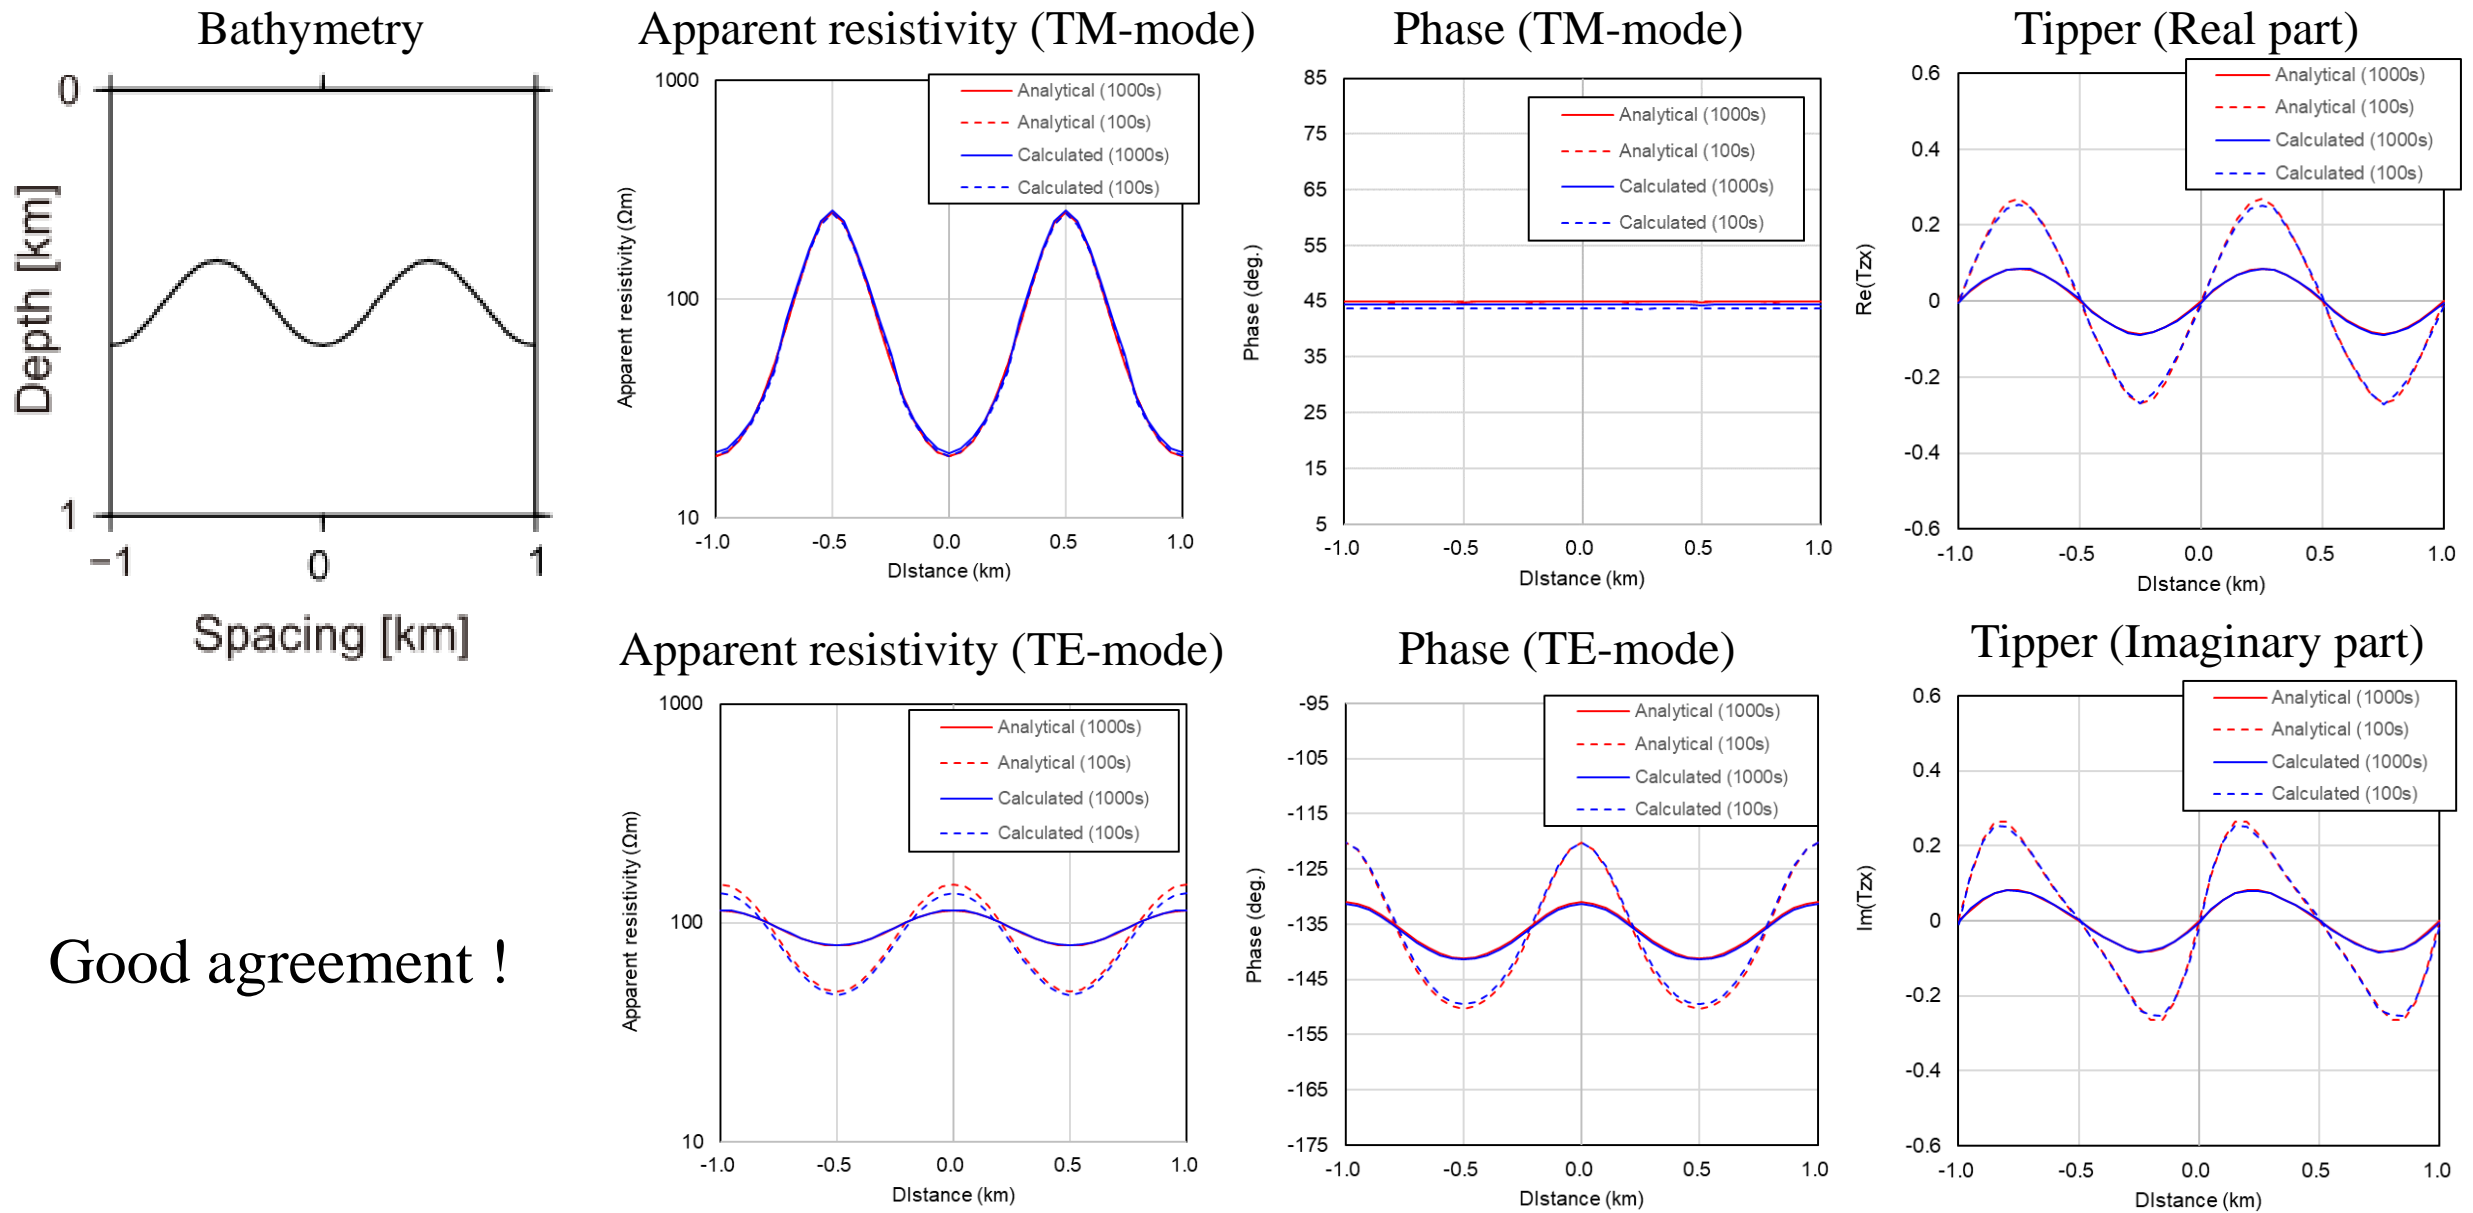 Bathymetry
0
Depth [km]
1
−1
0
1
Spacing [km]
Apparent resistivity (TM-mode)
1000
100
10
Apparent resistivity (Ωm)
Analytical (1000s)
Analytical (100s)
Calculated (1000s)
Calculated (100s)
-1.0
-0.5
0.0
0.5
1.0
DIstance (km)
Phase (TM-mode)
85
75
65
55
45
35
25
15
5
Phase (deg.)
Analytical (1000s)
Analytical (100s)
Calculated (1000s)
Calculated (100s)
-1.0
-0.5
0.0
0.5
1.0
DIstance (km)
Tipper (Real part)
0.6
0.4
0.2
0
-0.2
-0.4
-0.6
Re(Tzx)
Analytical (1000s)
Analytical (100s)
Calculated (1000s)
Calculated (100s)
-1.0
-0.5
0.0
0.5
1.0
DIstance (km)
Good agreement !
Apparent resistivity (TE-mode)
1000
100
10
Apparent resistivity (Ωm)
Analytical (1000s)
Analytical (100s)
Calculated (1000s)
Calculated (100s)
-1.0
-0.5
0.0
0.5
1.0
DIstance (km)
Phase (TE-mode)
-95
-105
-115
-125
-135
-145
-155
-165
-175
Phase (deg.)
Analytical (1000s)
Analytical (100s)
Calculated (1000s)
Calculated (100s)
-1.0
-0.5
0.0
0.5
1.0
DIstance (km)
Tipper (Imaginary part)
0.6
0.4
0.2
0
-0.2
-0.4
-0.6
Im(Tzx)
Analytical (1000s)
Analytical (100s)
Calculated (1000s)
Calculated (100s)
-1.0
-0.5
0.0
0.5
1.0
DIstance (km)